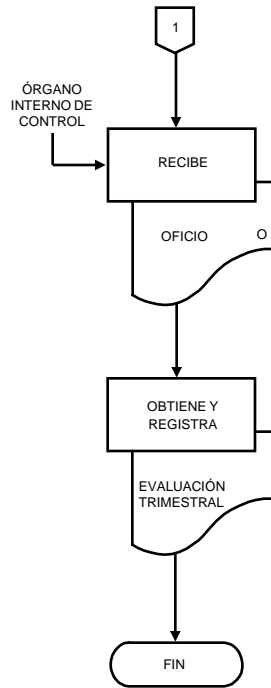 1
ÓRGANO
INTERNO DE
CONTROL
RECIBE
OFICIO O
OBTIENE Y
REGISTRA
EVALUACIÓN
TRIMESTRAL
FIN